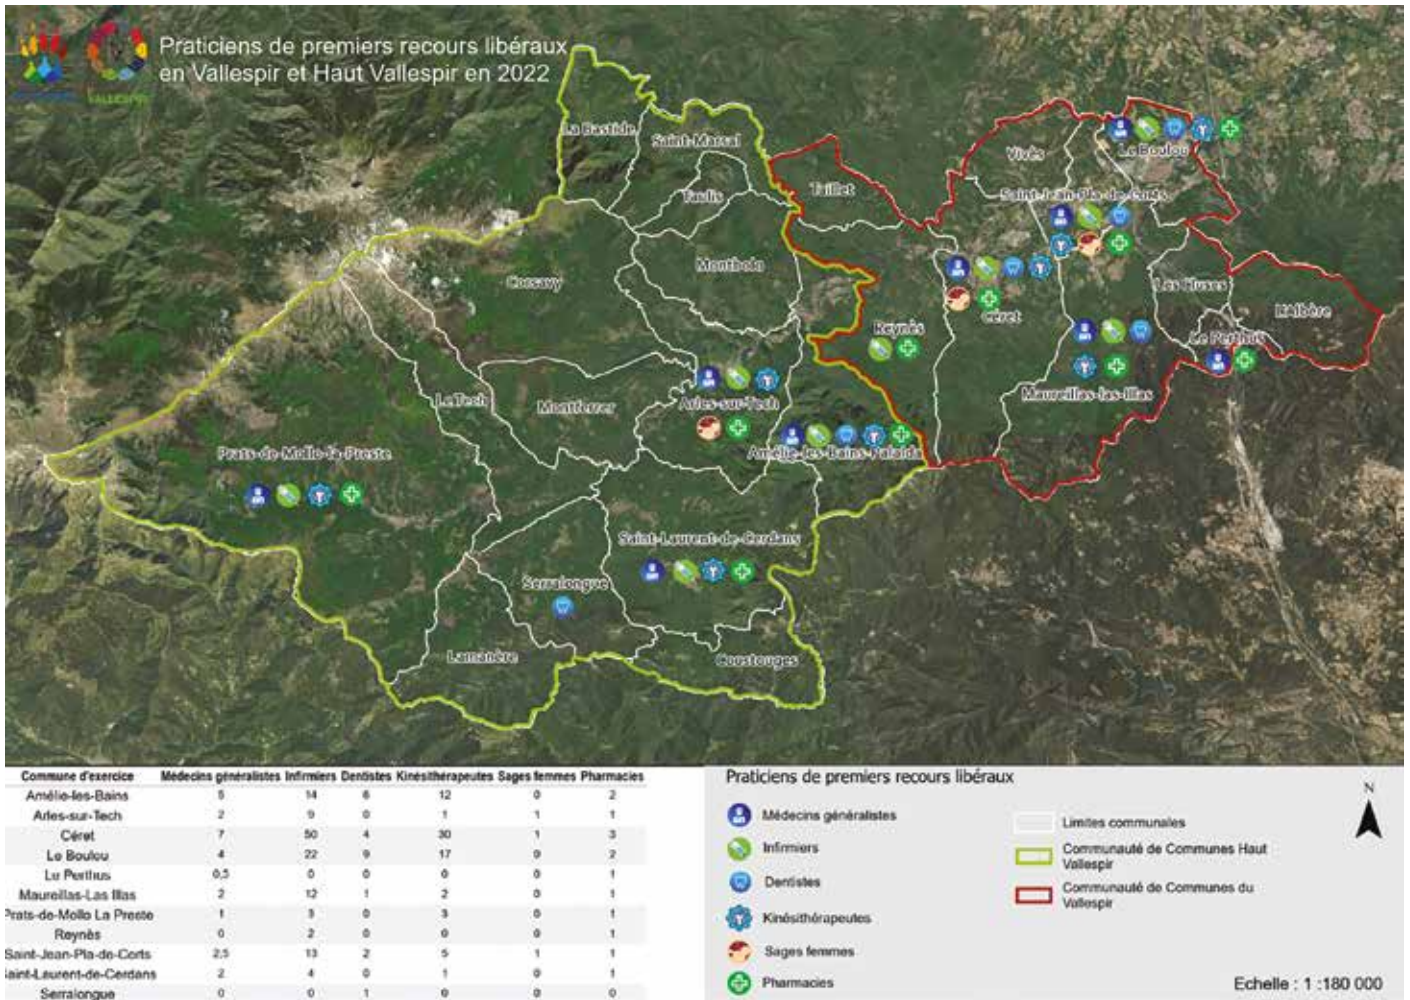 Praticiens de premiers recours libéraux
en Vallespir et Haut Vallespir en 2022
VALLESPIR
La Bastide
Saint-Marsal
Taulis
Taillet
Vivès
Le Boulou
Saint-Jean-Pla-de-Corts
Montbolo
Corsavy
Les Cluses
L'Albère
Céret
Reynès
Le Perthus
Maureillas-las-Illas
Le Tech
Montferrer
Arles-sur-Tech
Amélie-les-Bains-Palalda
Prats-de-Mollo-la-Preste
Saint-Laurent-de-Cerdans
Serralongue
Lamanère
Coustouges
Commune d'exercice Médecins généralistes Infirmiers Dentistes Kinésithérapeutes Sages femmes Pharmacies
Amélie-les-Bains 5 14 6 12 0 2
Arles-sur-Tech 2 9 0 1 1 1
Céret 7 50 4 30 1 3
Le Boulou 4 22 9 17 0 2
Le Perthus 0,5 0 0 0 0 1
Maureillas-Las Illas 2 12 1 2 0 1
Prats-de-Mollo La Preste 1 3 0 3 0 1
Reynès 0 2 0 0 0 1
Saint-Jean-Pla-de-Corts 2,5 13 2 5 1 1
Saint-Laurent-de-Cerdans 2 4 0 1 0 1
Serralongue 0 0 1 0 0 0
Praticiens de premiers recours libéraux
Médecins généralistes
Infirmiers
Dentistes
Kinésithérapeutes
Sages femmes
Pharmacies
Limites communales
Communauté de Communes Haut
Vallespir
Communauté de Communes du
Vallespir
N
Echelle : 1 :180 000